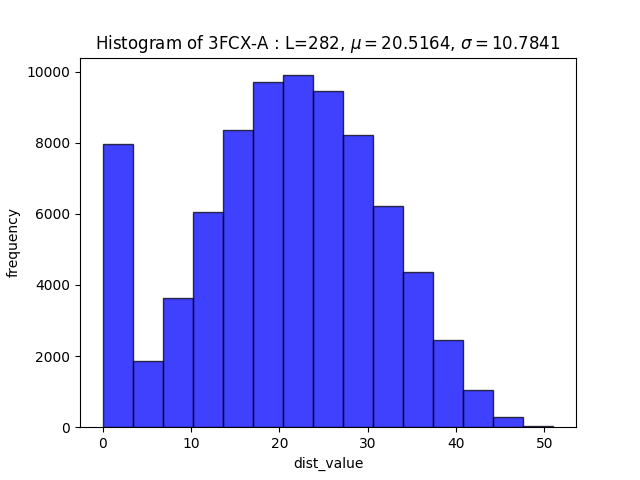 Histogram of 3FCX-A : L=282, μ = 20.5164, σ = 10.7841
10000
8000
6000
4000
2000
0
frequency
0 10 20 30 40 50
dist_value